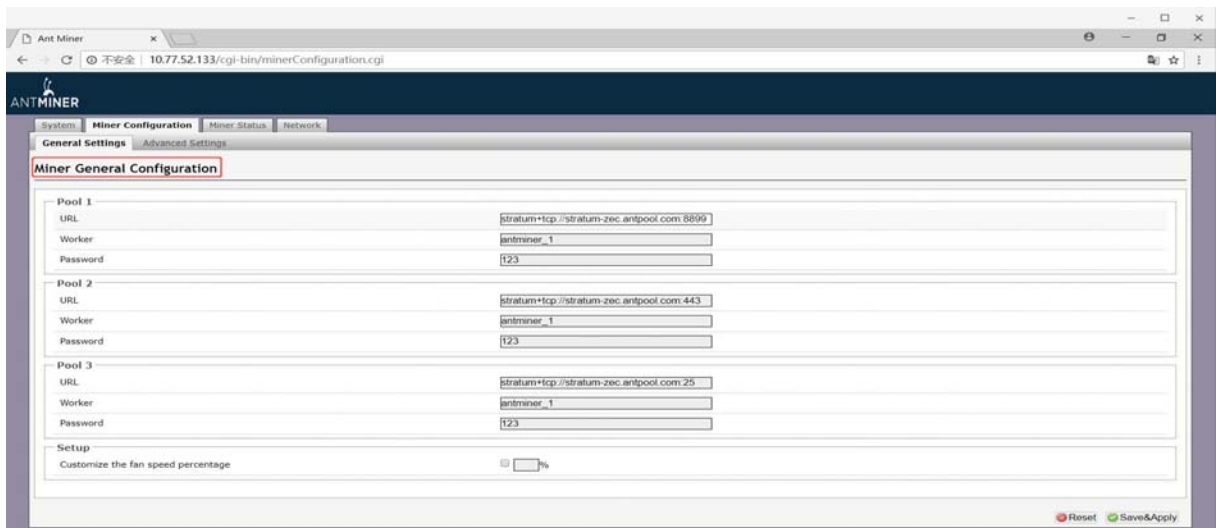 Ant Miner
不安全 | 10.77.52.133/cgi-bin/minerConfiguration.cgi
ANTMINER
System Miner Configuration Miner Status Network
General Settings Advanced Settings
Miner General Configuration
Pool 1
URL stratum+tcp://stratum-zec.antpool.com:8899
Worker antminer_1
Password 123
Pool 2
URL stratum+tcp://stratum-zec.antpool.com:443
Worker antminer_1
Password 123
Pool 3
URL stratum+tcp://stratum-zec.antpool.com:25
Worker antminer_1
Password 123
Setup
Customize the fan speed percentage %
Reset Save&Apply